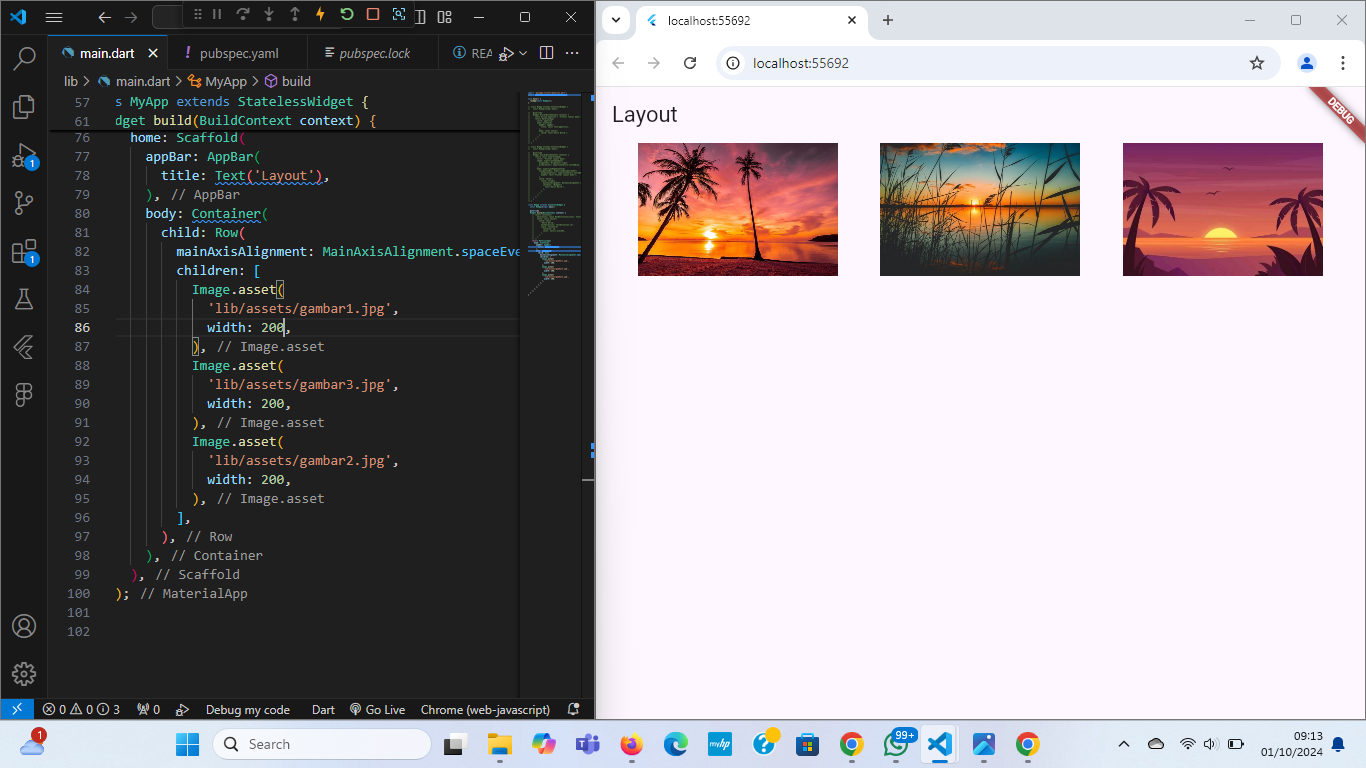 main.dart
pubspec.yaml
pubspec.lock
REA
lib > main.dart > MyApp > build
57 s MyApp extends StatelessWidget {
61 dget build(BuildContext context) {
76 home: Scaffold(
77 appBar: AppBar(
78 title: Text('Layout'),
79 ), // AppBar
80 body: Container(
81 child: Row(
82 mainAxisAlignment: MainAxisAlignment.spaceEve
83 children: [
84 Image.asset(
85 'lib/assets/gambar1.jpg',
86 width: 200,
87 ), // Image.asset
88 Image.asset(
89 'lib/assets/gambar3.jpg',
90 width: 200,
91 ), // Image.asset
92 Image.asset(
93 'lib/assets/gambar2.jpg',
94 width: 200,
95 ), // Image.asset
96 ],
97 ), // Row
98 ), // Container
99 ), // Scaffold
100 ); // MaterialApp
101
102
1
1
0 0 3 0 Debug my code Dart Go Live Chrome (web-javascript)
localhost:55692
localhost:55692
Layout
DEBUG
1
Search
myhp
99+
09:13
01/10/2024